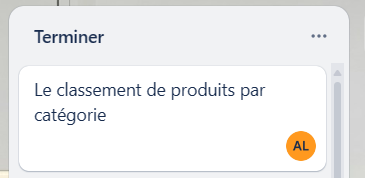 Terminer
Le classement de produits par
catégorie
AL